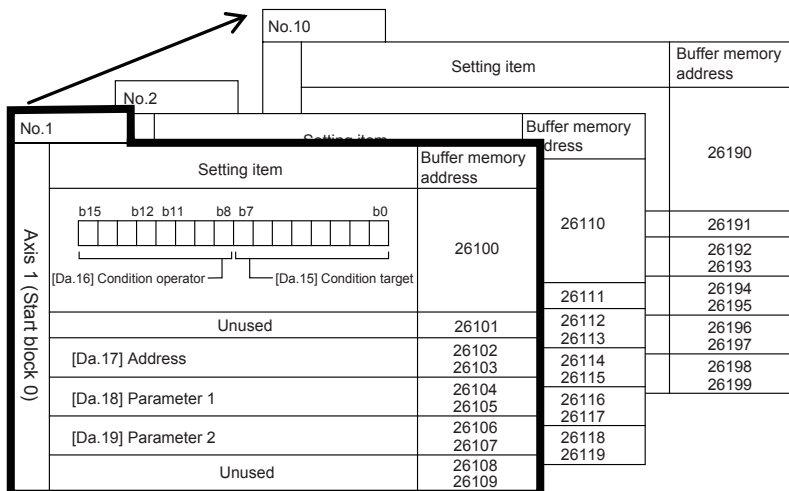 No.10
Setting item
Buffer memory
address
26190
26191
26192
26193
26194
26195
26196
26197
26198
26199
No.2
Setting item
Buffer memory
address
26110
26111
26112
26113
26114
26115
26116
26117
26118
26119
No.1
Axis 1 (Start block 0)
Setting item
Buffer memory
address
b15 b12 b11 b8 b7 b0
[Da.16] Condition operator
[Da.15] Condition target
26100
Unused
26101
[Da.17] Address
26102
26103
[Da.18] Parameter 1
26104
26105
[Da.19] Parameter 2
26106
26107
Unused
26108
26109